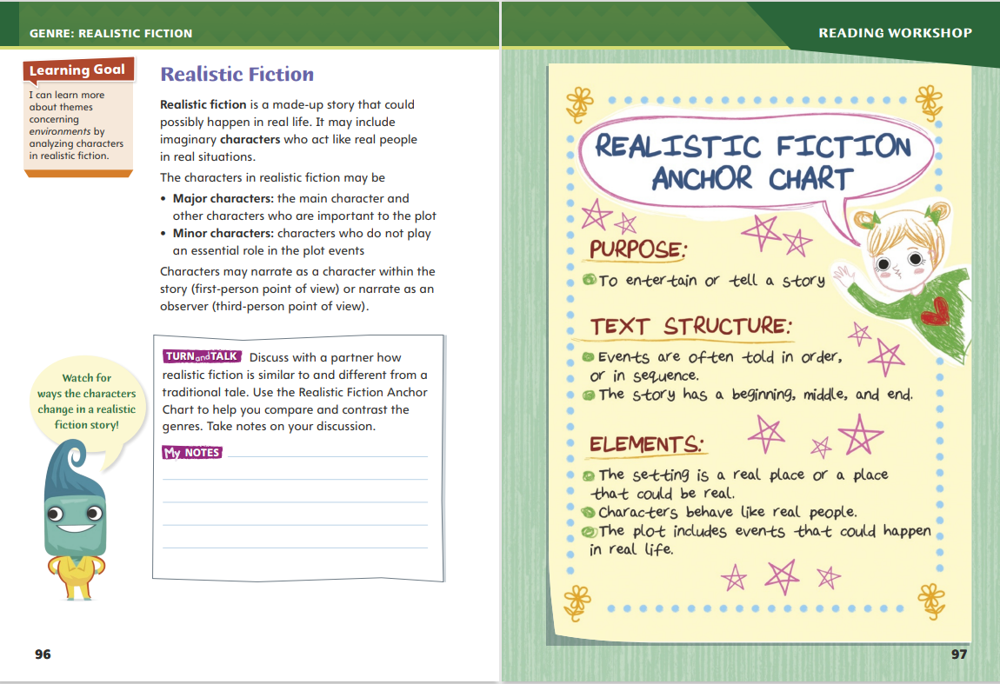 GENRE: REALISTIC FICTION
Learning Goal
I can learn more
about themes
concerning
environments by
analyzing characters
in realistic fiction.
Realistic Fiction
Realistic fiction is a made-up story that could
possibly happen in real life. It may include
imaginary characters who act like real people
in real situations.
The characters in realistic fiction may be
• Major characters: the main character and
other characters who are important to the plot
• Minor characters: characters who do not play
an essential role in the plot events
Characters may narrate as a character within the
story (first-person point of view) or narrate as an
observer (third-person point of view).
TURN and TALK Discuss with a partner how
realistic fiction is similar to and different from a
traditional tale. Use the Realistic Fiction Anchor
Chart to help you compare and contrast the
genres. Take notes on your discussion.
My NOTES
Watch for
ways the characters
change in a realistic
fiction story!
96
READING WORKSHOP
REALISTIC FICTION
ANCHOR CHART
PURPOSE:
To entertain or tell a story
TEXT STRUCTURE:
Events are often told in order,
or in sequence.
The story has a beginning, middle, and end.
ELEMENTS:
The setting is a real place or a place
that could be real.
Characters behave like real people.
The plot includes events that could happen
in real life.
97